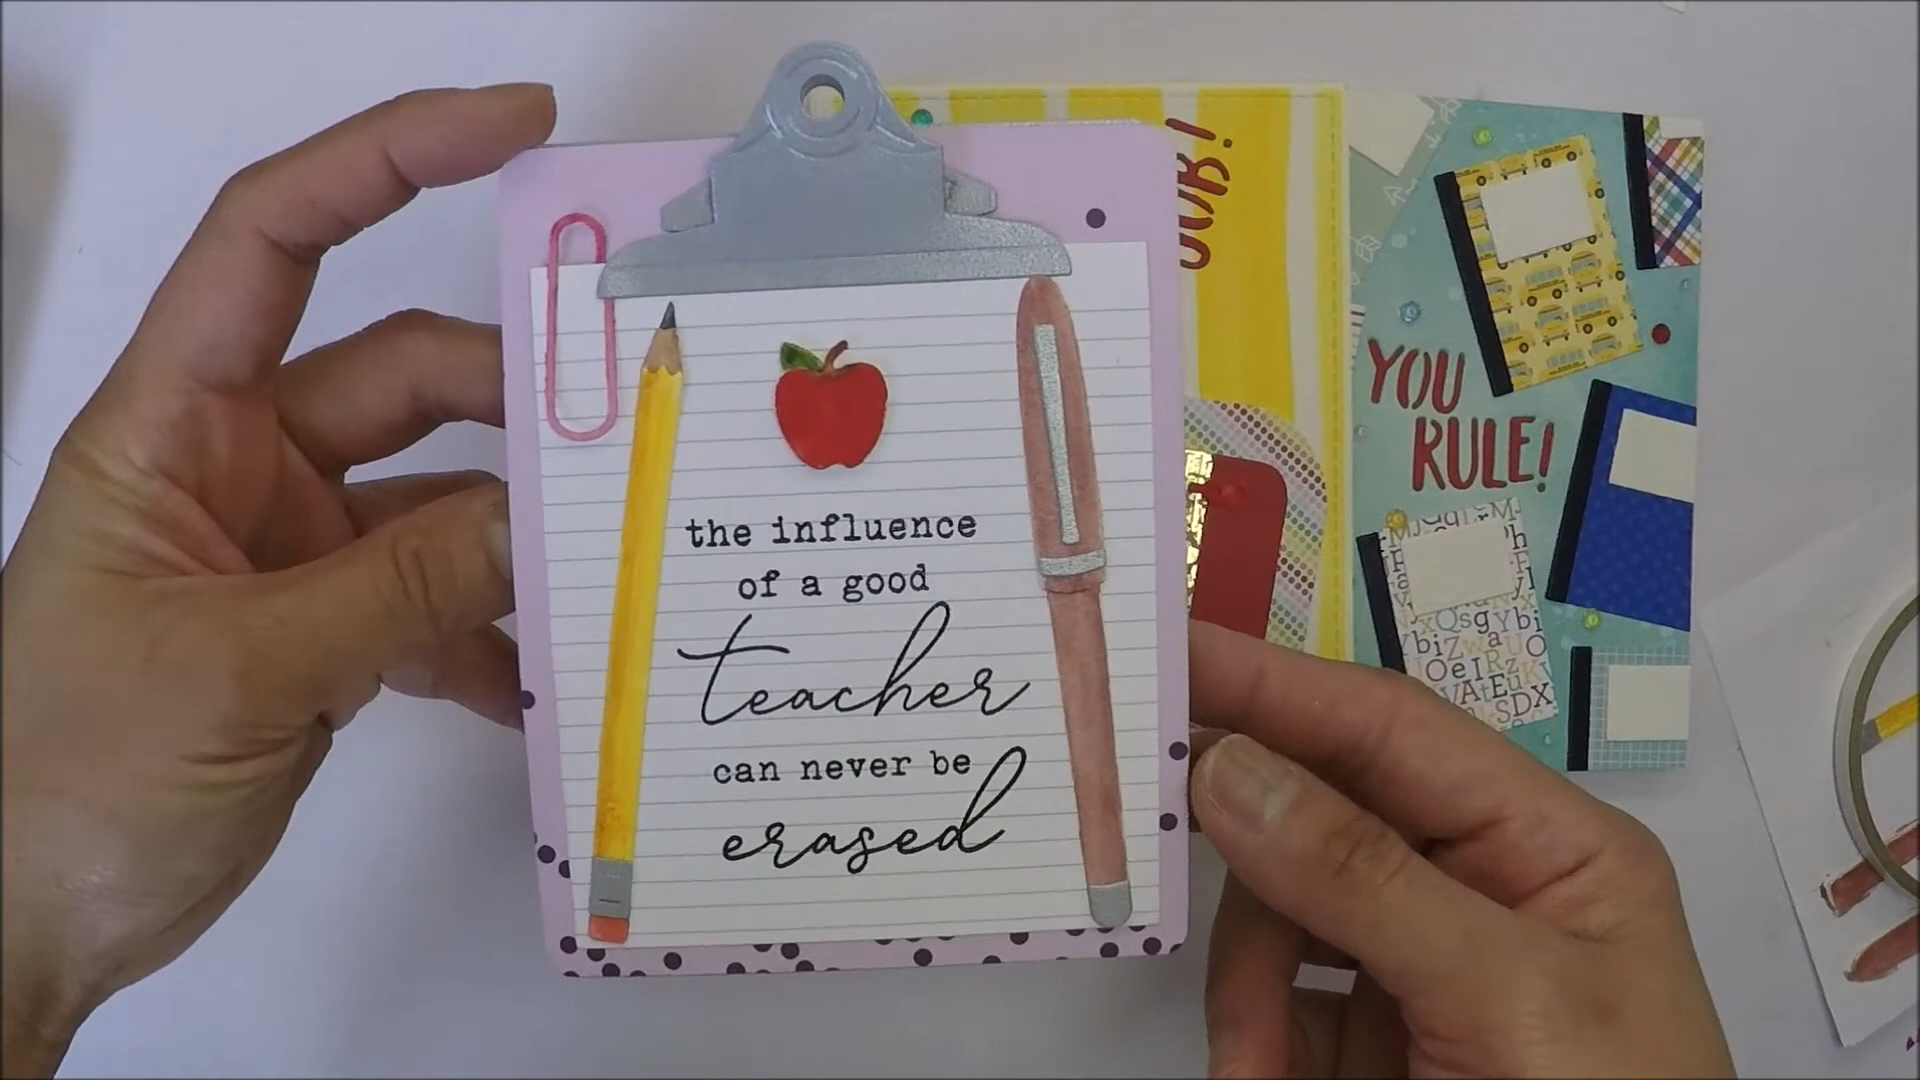 the influence
of a good
teacher
can never be
erased
YOU
RULE!